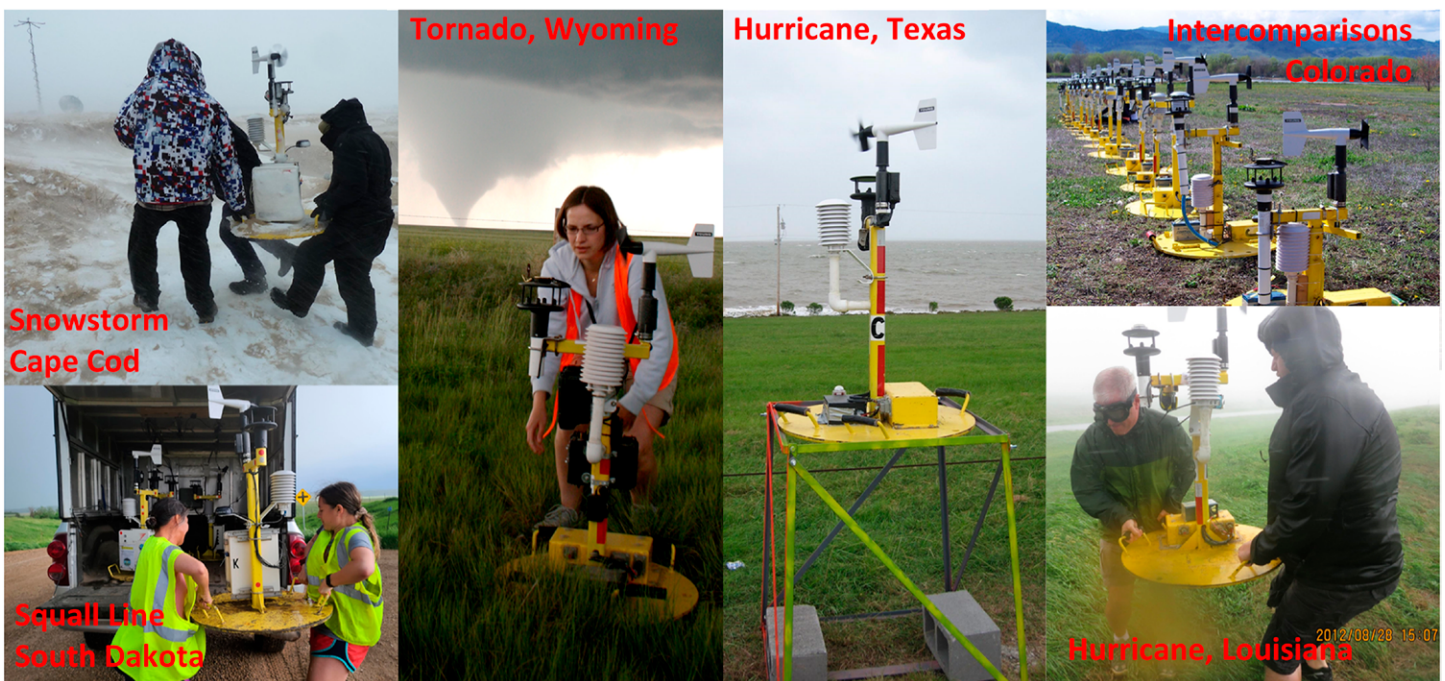 Snowstorm
Cape Cod
Squall Line
South Dakota
K
Tornado, Wyoming
Hurricane, Texas
C
Intercomparisons
Colorado
2012/08/28 15:07
Hurricane, Louisiana